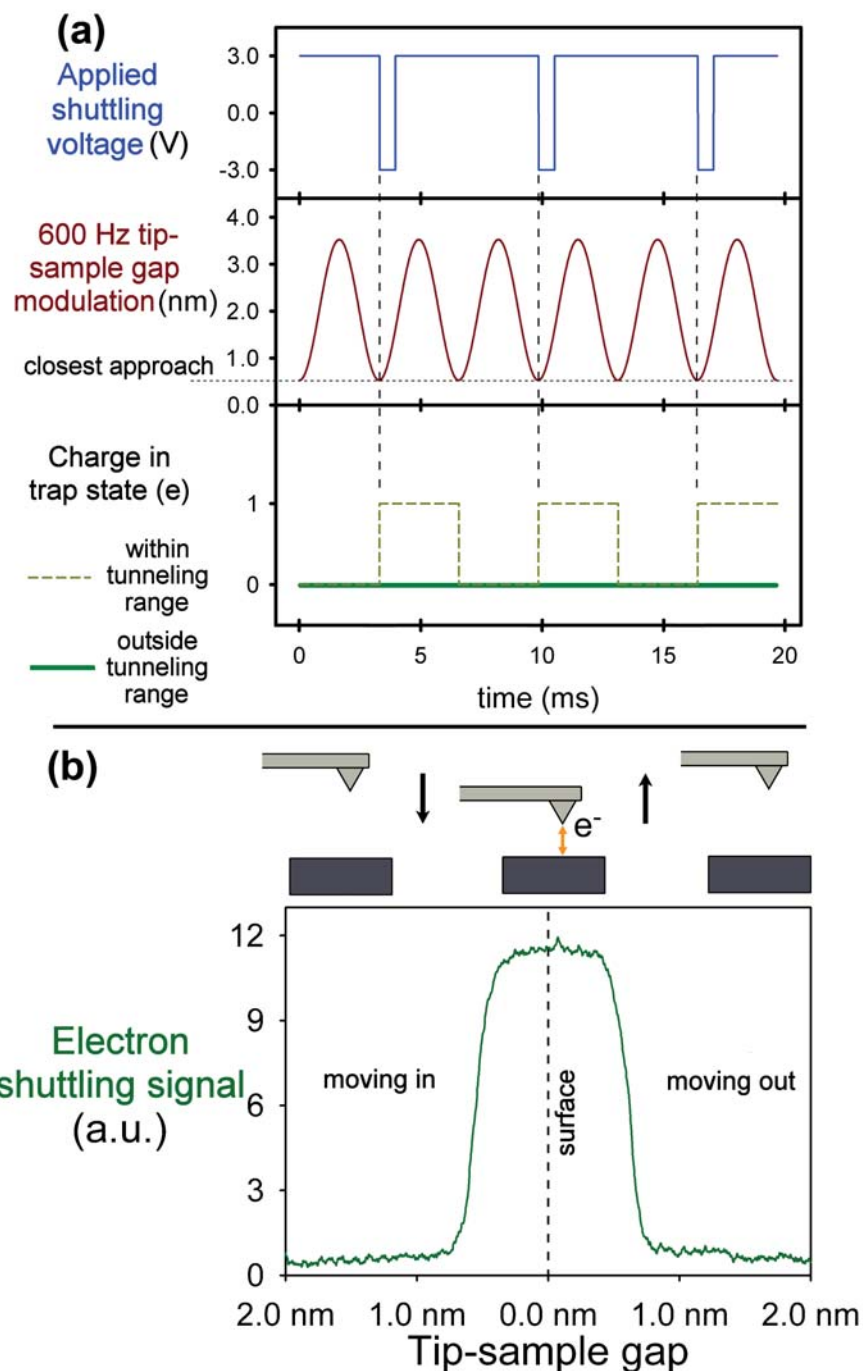 (a)
Applied
shuttling
voltage (V)
3.0
0.0
-3.0
600 Hz tip-
sample gap
modulation (nm)
4.0
3.0
2.0
1.0
closest approach
0.0
Charge in
trap state (e)
1
0
within
tunneling
range
outside
tunneling
range
0 5 10 15 20
time (ms)
(b)
e-
Electron
shuttling signal
(a.u.)
12
9
6
3
0
moving in
surface
moving out
2.0 nm 1.0 nm 0.0 nm 1.0 nm 2.0 nm
Tip-sample gap